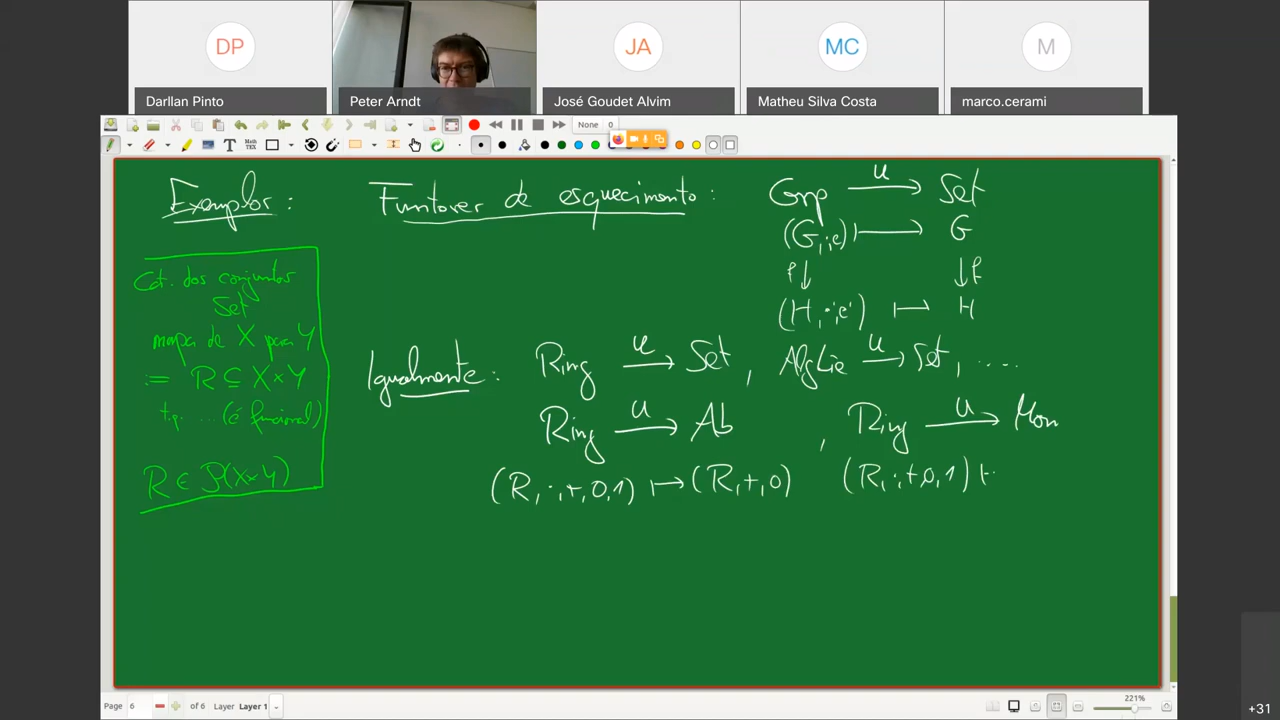 DP
JA
MC
M
Darllan Pinto
Peter Arndt
José Goudet Alvim
Matheu Silva Costa
marco.cerami
None 0
Math TEX
Exemplos:
Funtores de esquecimento:
Grp —u→ Set
(G,·,e) ⟼ G
f↓ ↓f
(H,·,e') ⟼ H
Cat. dos conjuntos
Set
mapa de X para Y
:= R ⊆ X×Y
t.q. ... (é funcional)
R ∈ P(X×Y)
Igualmente: Ring —u→ Set, AlgLie —u→ Set, ....
Ring —u→ Ab , Ring —u→ Mon
(R,·,+,0,1) ⟼ (R,+,0) (R,·,+,0,1) ⊢
Page 6 of 6 Layer Layer 1
221%
+31